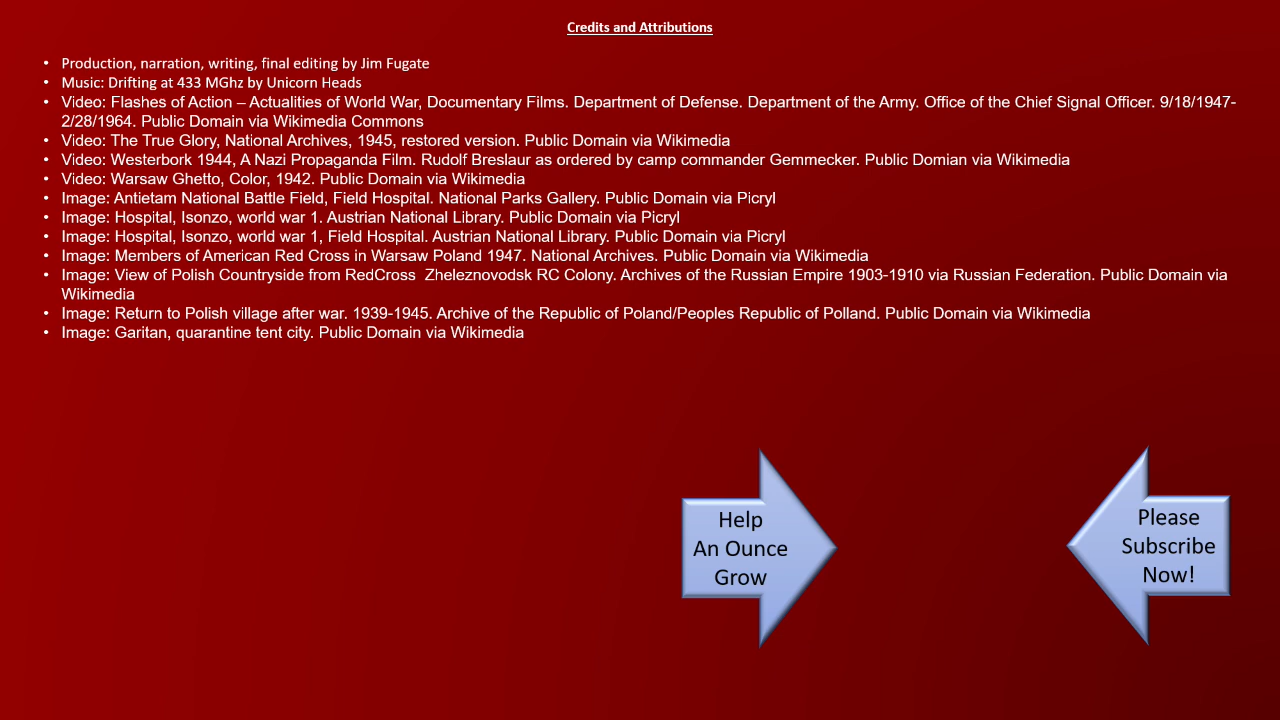 Credits and Attributions
• Production, narration, writing, final editing by Jim Fugate
• Music: Drifting at 433 MGhz by Unicorn Heads
• Video: Flashes of Action – Actualities of World War, Documentary Films. Department of Defense. Department of the Army. Office of the Chief Signal Officer. 9/18/1947-
2/28/1964. Public Domain via Wikimedia Commons
• Video: The True Glory, National Archives, 1945, restored version. Public Domain via Wikimedia
• Video: Westerbork 1944, A Nazi Propaganda Film. Rudolf Breslaur as ordered by camp commander Gemmecker. Public Domian via Wikimedia
• Video: Warsaw Ghetto, Color, 1942. Public Domain via Wikimedia
• Image: Antietam National Battle Field, Field Hospital. National Parks Gallery. Public Domain via Picryl
• Image: Hospital, Isonzo, world war 1. Austrian National Library. Public Domain via Picryl
• Image: Hospital, Isonzo, world war 1, Field Hospital. Austrian National Library. Public Domain via Picryl
• Image: Members of American Red Cross in Warsaw Poland 1947. National Archives. Public Domain via Wikimedia
• Image: View of Polish Countryside from RedCross  Zheleznovodsk RC Colony. Archives of the Russian Empire 1903-1910 via Russian Federation. Public Domain via
Wikimedia
• Image: Return to Polish village after war. 1939-1945. Archive of the Republic of Poland/Peoples Republic of Polland. Public Domain via Wikimedia
• Image: Garitan, quarantine tent city. Public Domain via Wikimedia
Help
An Ounce
Grow
Please
Subscribe
Now!